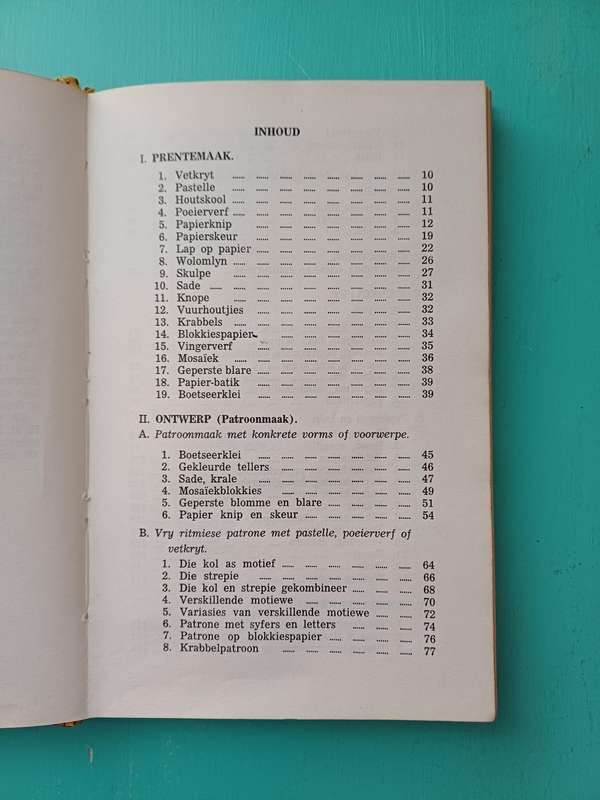 INHOUD
I. PRENTEMAAK.
1. Vetkryt ...... ...... ...... ...... ...... ...... ...... ...... 10
2. Pastelle ...... ...... ...... ...... ...... ...... ...... ...... 10
3. Houtskool ...... ...... ...... ...... ...... ...... ...... ...... 11
4. Poeierverf ...... ...... ...... ...... ...... ...... ...... ...... 11
5. Papierknip ...... ...... ...... ...... ...... ...... ...... 12
6. Papierskeur ...... ...... ...... ...... ...... ...... ...... 19
7. Lap op papier ...... ...... ...... ...... ...... ...... ...... 22
8. Wolomlyn ...... ...... ...... ...... ...... ...... ...... ...... 26
9. Skulpe ...... ...... ...... ...... ...... ...... ...... ...... 27
10. Sade ...... ...... ...... ...... ...... ...... ...... ...... ...... 31
11. Knope ...... ...... ...... ...... ...... ...... ...... ...... 32
12. Vuurhoutjies ...... ...... ...... ...... ...... ...... ...... 32
13. Krabbels ...... ...... ...... ...... ...... ...... ...... ...... 33
14. Blokkiespapier ...... ...... ...... ...... ...... ...... 34
15. Vingerverf ...... ...... ...... ...... ...... ...... ...... 35
16. Mosaïek ...... ...... ...... ...... ...... ...... ...... ...... 36
17. Geperste blare ...... ...... ...... ...... ...... ...... ...... 38
18. Papier-batik ...... ...... ...... ...... ...... ...... ...... 39
19. Boetseerklei ...... ...... ...... ...... ...... ...... ...... 39
II. ONTWERP (Patroonmaak).
A. Patroonmaak met konkrete vorms of voorwerpe.
1. Boetseerklei ...... ...... ...... ...... ...... ...... ...... 45
2. Gekleurde tellers ...... ...... ...... ...... ...... ...... 46
3. Sade, krale ...... ...... ...... ...... ...... ...... ...... 47
4. Mosaïekblokkies ...... ...... ...... ...... ...... ...... 49
5. Geperste blomme en blare ...... ...... ...... ...... 51
6. Papier knip en skeur ...... ...... ...... ...... ...... 54
B. Vry ritmiese patrone met pastelle, poeierverf of
vetkryt.
1. Die kol as motief ...... ...... ...... ...... ...... ...... 64
2. Die strepie ...... ...... ...... ...... ...... ...... ...... 66
3. Die kol en strepie gekombineer ...... ...... ...... 68
4. Verskillende motiewe ...... ...... ...... ...... ...... 70
5. Variasies van verskillende motiewe ...... ...... 72
6. Patrone met syfers en letters ...... ...... ...... 74
7. Patrone op blokkiespapier ...... ...... ...... ...... 76
8. Krabbelpatroon ...... ...... ...... ...... ...... ...... 77